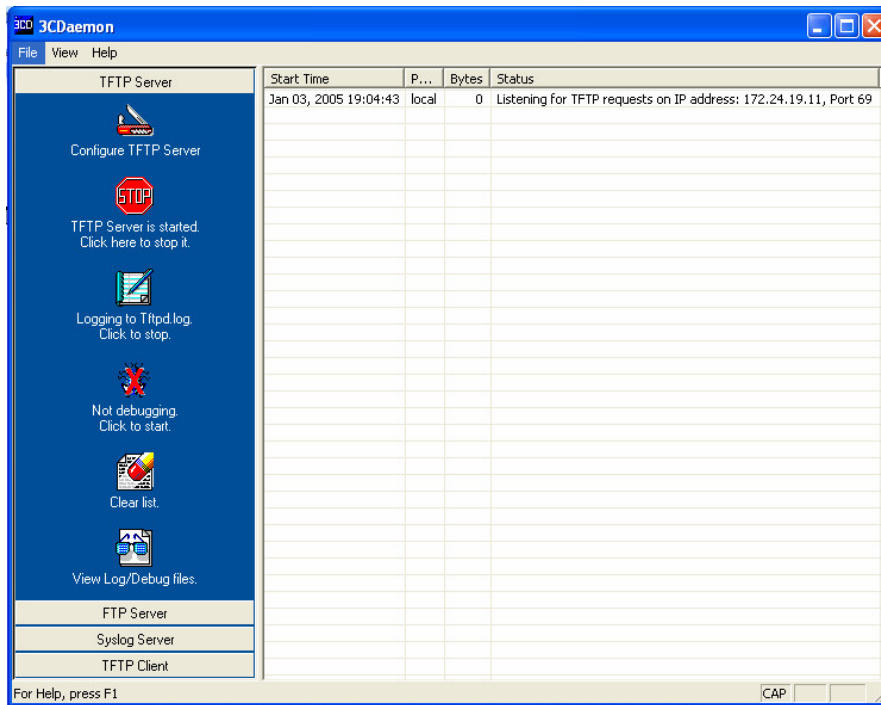 3CD 3CDaemon
File View Help
TFTP Server
Configure TFTP Server
STOP
TFTP Server is started.
Click here to stop it.
Logging to Tftpd.log.
Click to stop.
Not debugging.
Click to start.
Clear list.
View Log/Debug files.
FTP Server
Syslog Server
TFTP Client
Start Time P... Bytes Status
Jan 03, 2005 19:04:43 local 0 Listening for TFTP requests on IP address: 172.24.19.11, Port 69
For Help, press F1 CAP